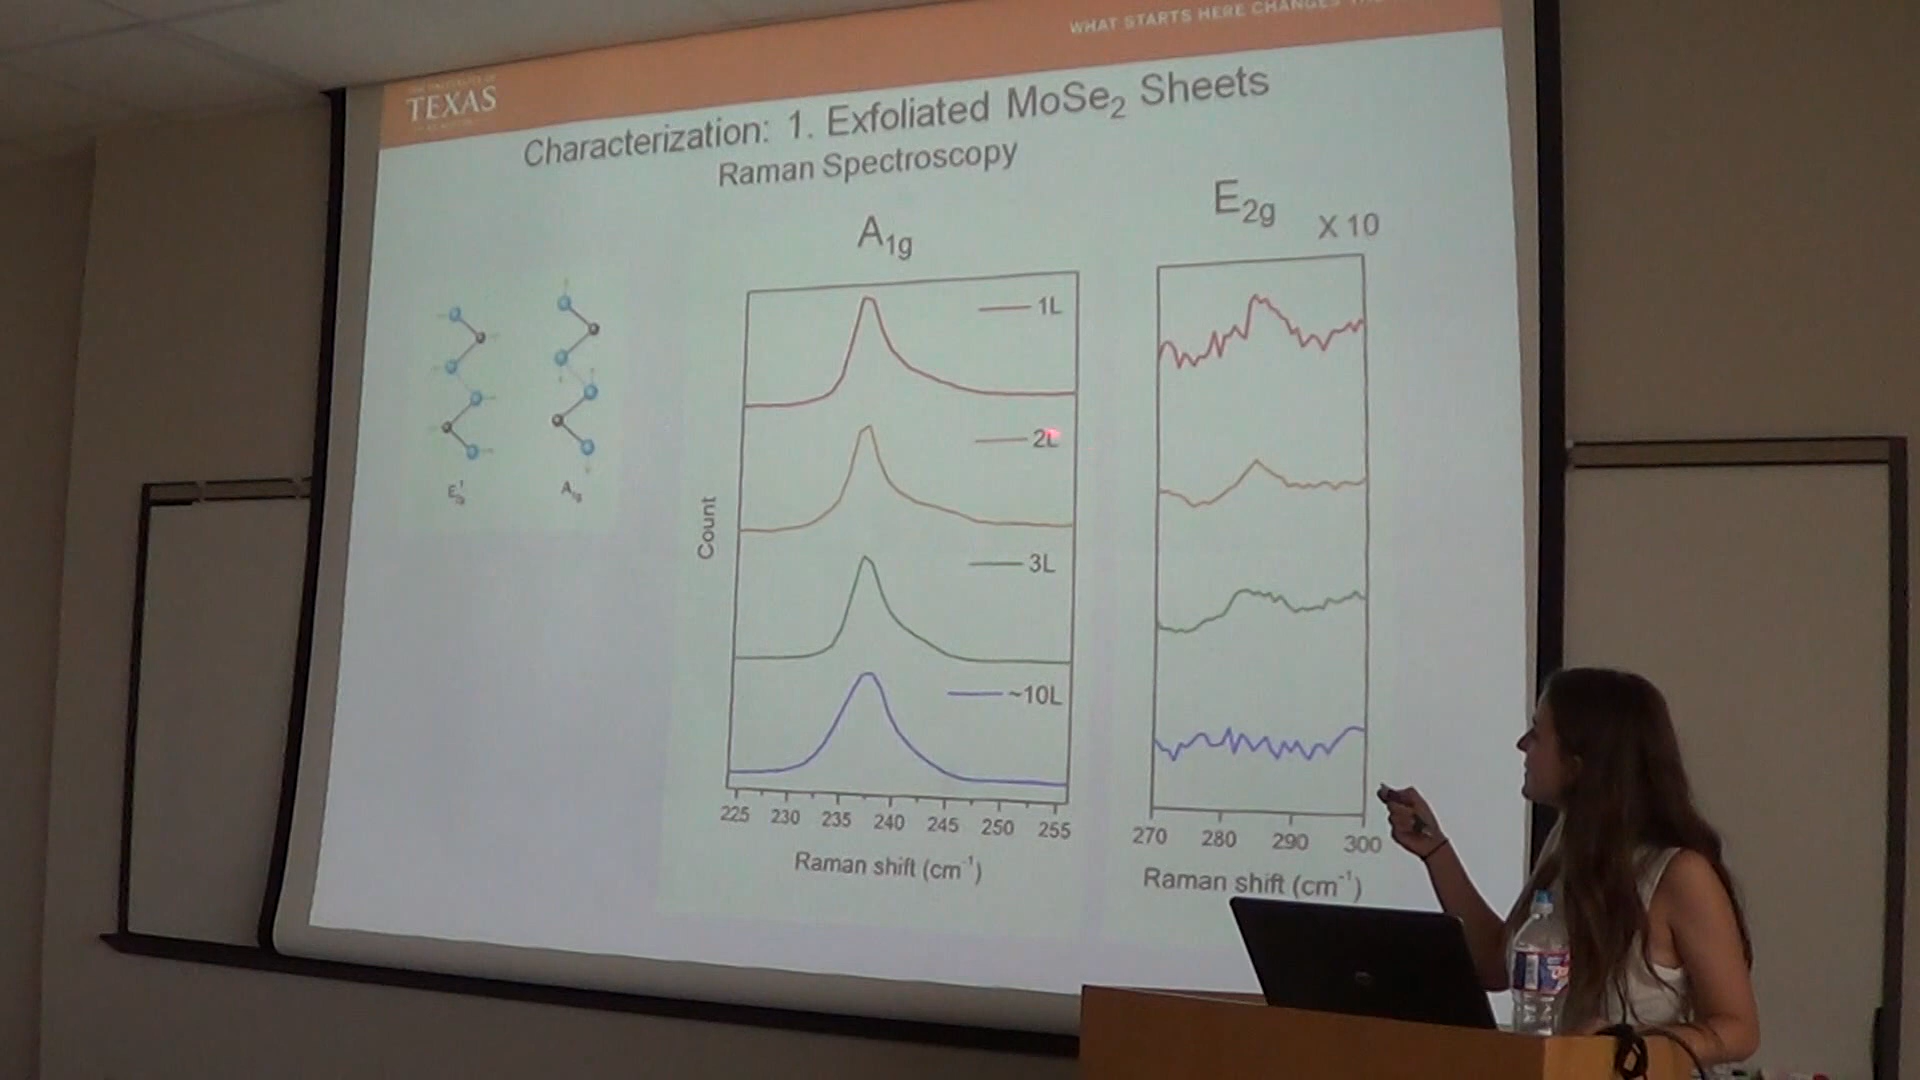 WHAT STARTS HERE CHANGES
TEXAS
Characterization: 1. Exfoliated MoSe₂ Sheets
Raman Spectroscopy
A₁g
E₂g X 10
1L
2L
3L
~10L
Count
A₁g
225 230 235 240 245 250 255
270 280 290 300
Raman shift (cm⁻¹)
Raman shift (cm⁻¹)